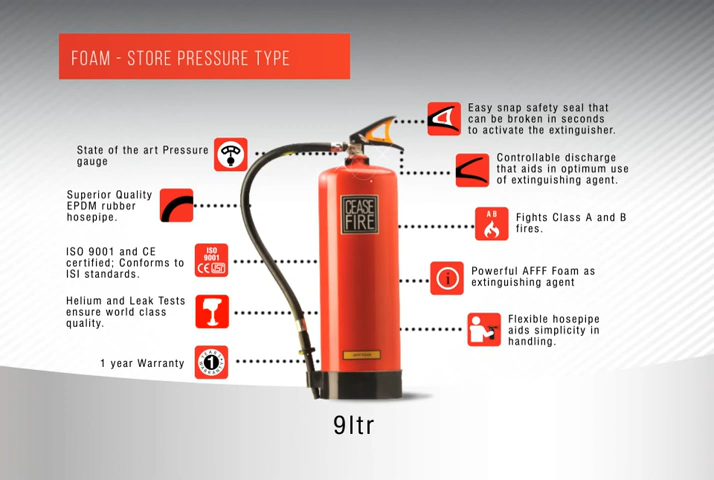 FOAM - STORE PRESSURE TYPE
Easy snap safety seal that
can be broken in seconds
to activate the extinguisher.
State of the art Pressure
gauge
Controllable discharge
that aids in optimum use
of extinguishing agent.
Superior Quality
EPDM rubber
hosepipe.
CEASE
FIRE
A B
Fights Class A and B
fires.
ISO 9001 and CE
certified; Conforms to
ISI standards.
ISO
9001
CE
Powerful AFFF Foam as
extinguishing agent
Helium and Leak Tests
ensure world class
quality.
Flexible hosepipe
aids simplicity in
handling.
1 year Warranty
1
9ltr